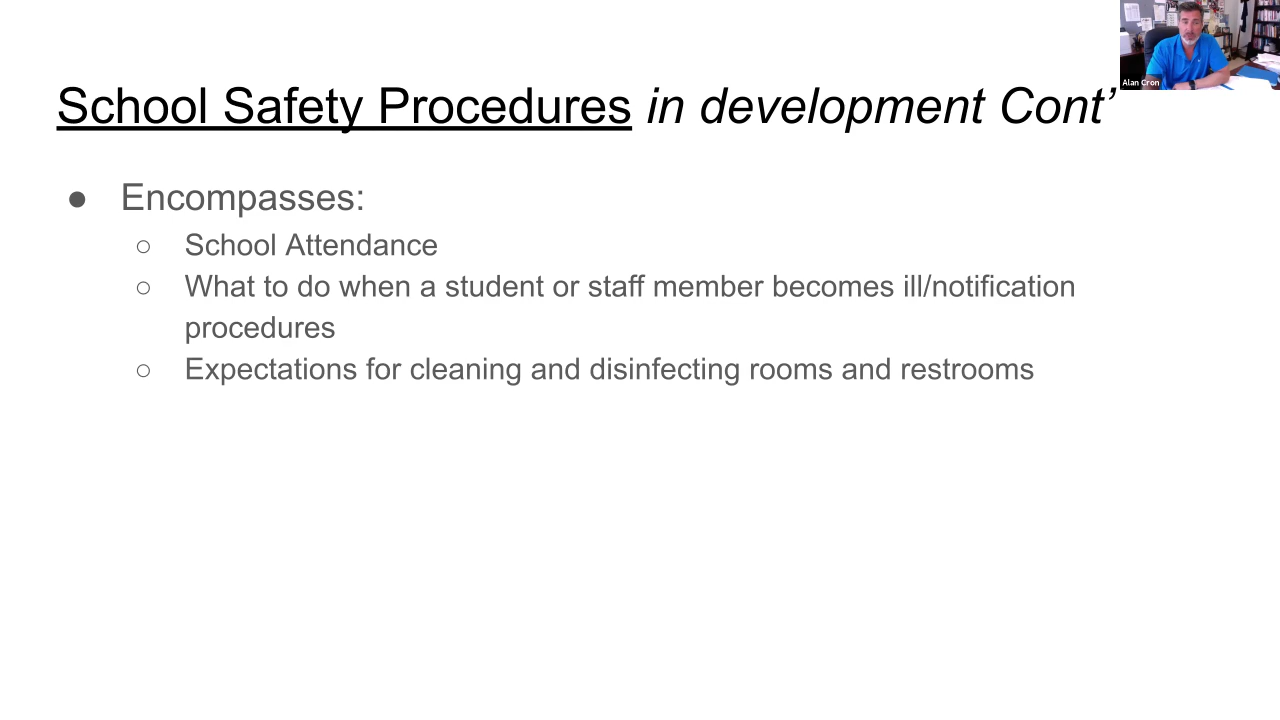 School Safety Procedures in development Cont’
Alan Cron
● Encompasses:
○ School Attendance
○ What to do when a student or staff member becomes ill/notification
procedures
○ Expectations for cleaning and disinfecting rooms and restrooms